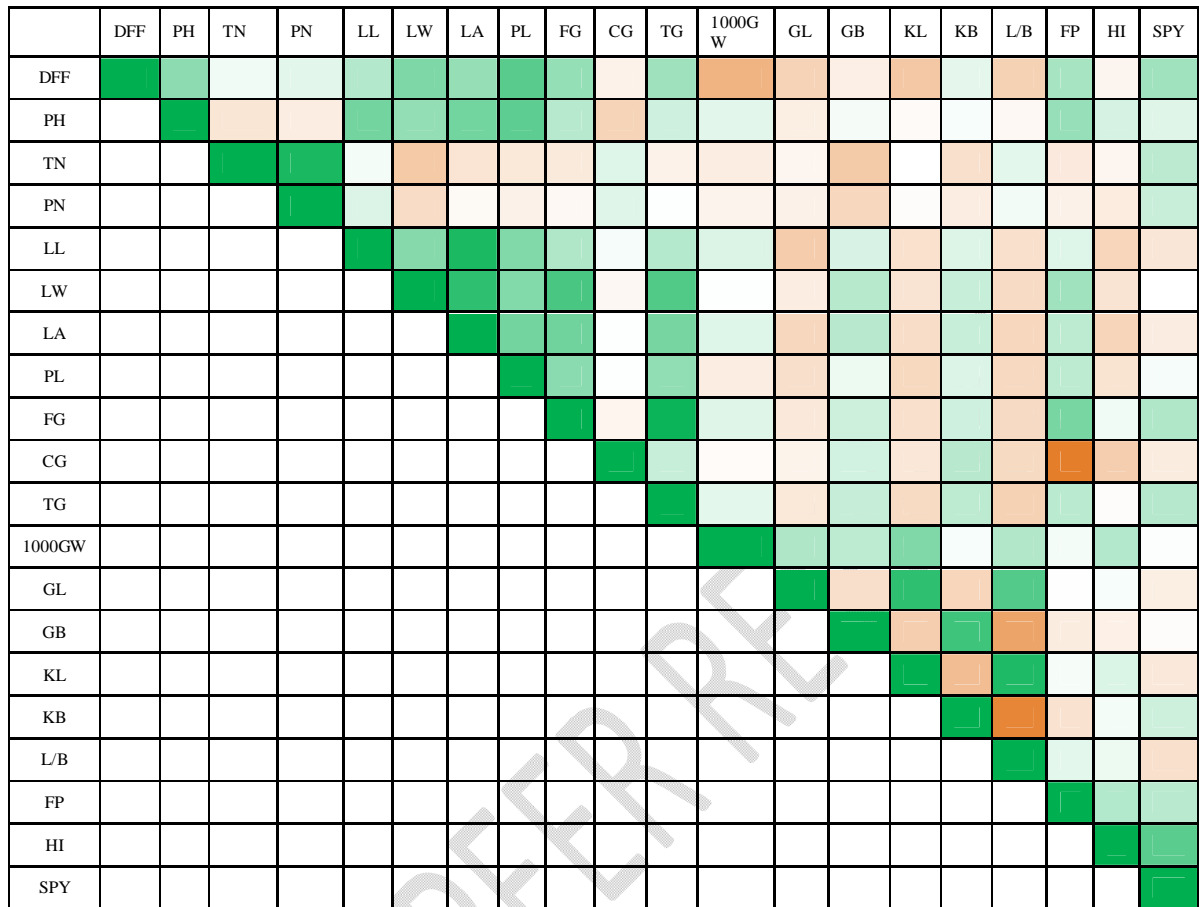 DFF PH TN PN LL LW LA PL FG CG TG 1000G GL GB KL KB L/B FP HI SPY
W
DFF
PH
TN
PN
LL
LW
LA
PL
FG
CG
TG
1000GW
GL
GB
KL
KB
L/B
FP
HI
SPY